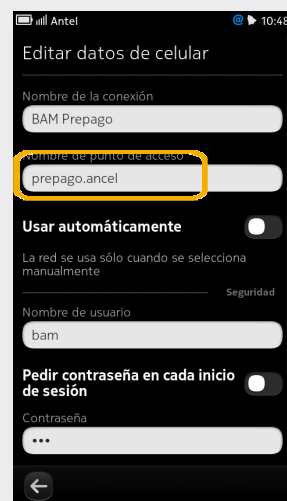 Antel @ 10:48
Editar datos de celular
Nombre de la conexión
BAM Prepago
Nombre de punto de acceso
prepago.ancel
Usar automáticamente
La red se usa sólo cuando se selecciona
manualmente
Seguridad
Nombre de usuario
bam
Pedir contraseña en cada inicio
de sesión
Contraseña
•••